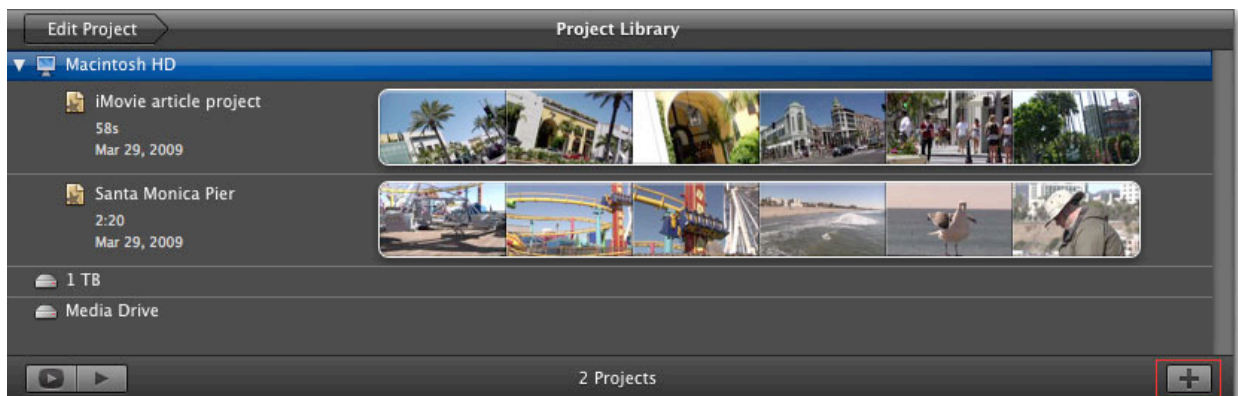 Edit Project
Project Library
Macintosh HD
iMovie article project
58s
Mar 29, 2009
Santa Monica Pier
2:20
Mar 29, 2009
1 TB
Media Drive
2 Projects